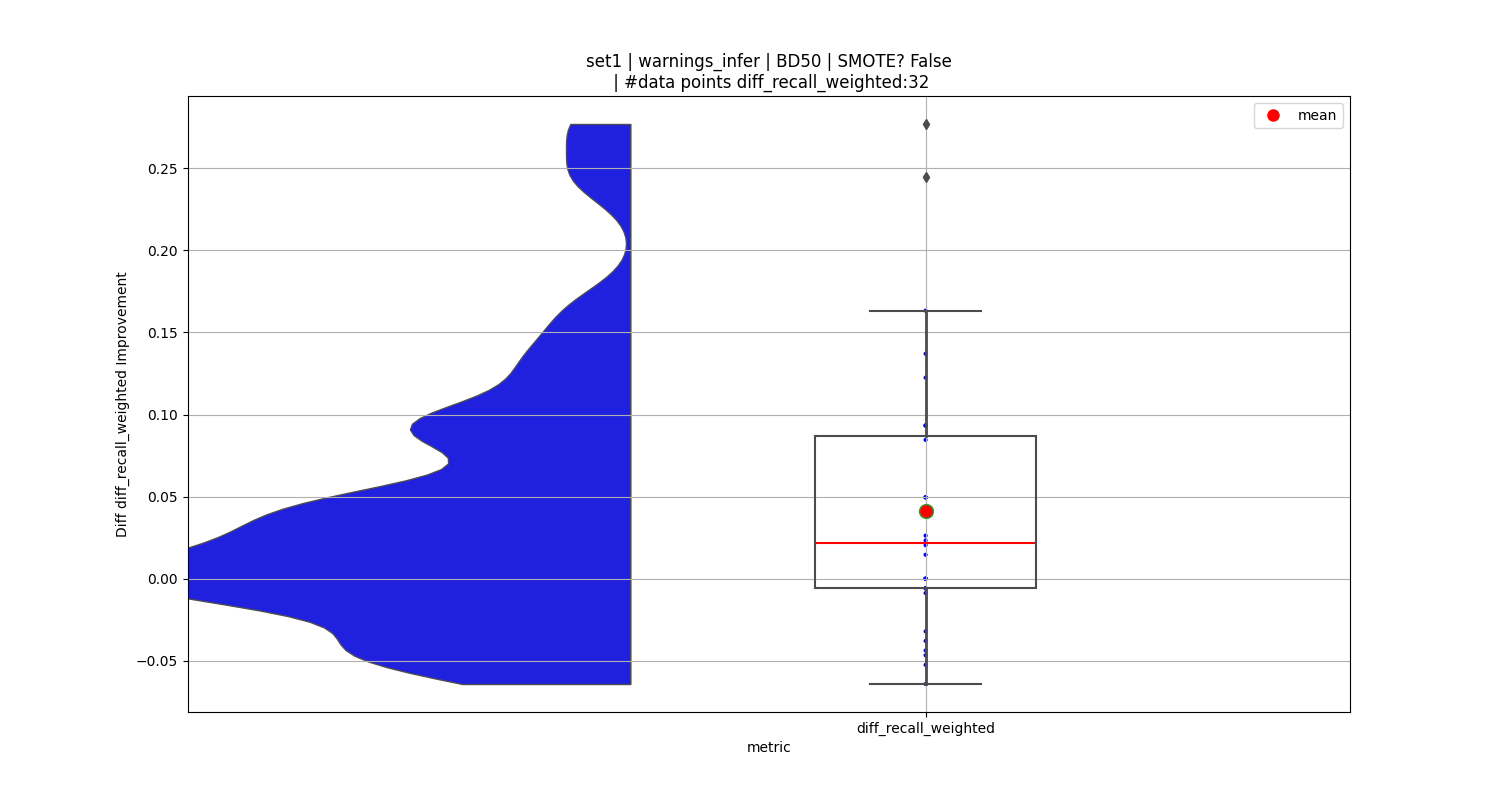 set1 | warnings_infer | BD50 | SMOTE? False
| #data points diff_recall_weighted:32
mean
0.25
0.20
0.15
0.10
0.05
0.00
−0.05
Diff diff_recall_weighted Improvement
diff_recall_weighted
metric